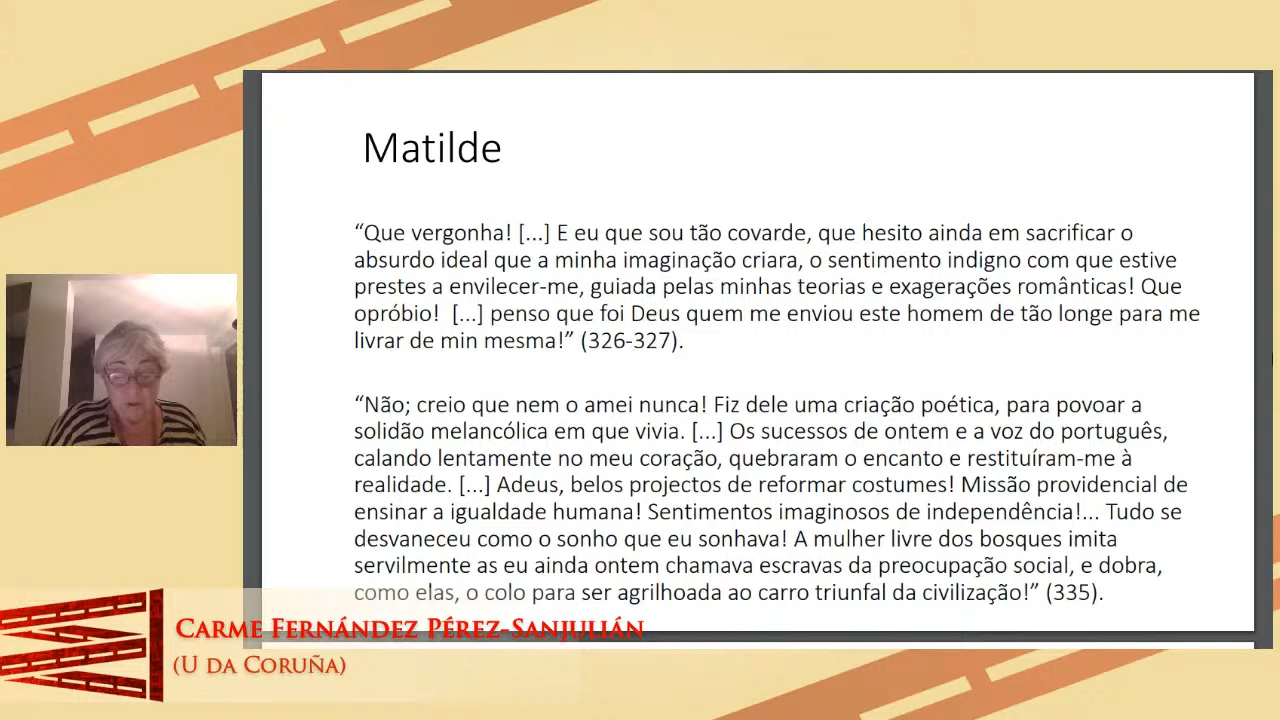 Matilde
“Que vergonha! [...] E eu que sou tão covarde, que hesito ainda em sacrificar o
absurdo ideal que a minha imaginação criara, o sentimento indigno com que estive
prestes a envilecer-me, guiada pelas minhas teorias e exagerações românticas! Que
opróbio!  [...] penso que foi Deus quem me enviou este homem de tão longe para me
livrar de min mesma!” (326-327).
“Não; creio que nem o amei nunca! Fiz dele uma criação poética, para povoar a
solidão melancólica em que vivia. [...] Os sucessos de ontem e a voz do português,
calando lentamente no meu coração, quebraram o encanto e restituíram-me à
realidade. [...] Adeus, belos projectos de reformar costumes! Missão providencial de
ensinar a igualdade humana! Sentimentos imaginosos de independência!... Tudo se
desvaneceu como o sonho que eu sonhava! A mulher livre dos bosques imita
servilmente as eu ainda ontem chamava escravas da preocupação social, e dobra,
como elas, o colo para ser agrilhoada ao carro triunfal da civilização!” (335).
Carme Fernández Pérez-Sanjulián
(U da Coruña)